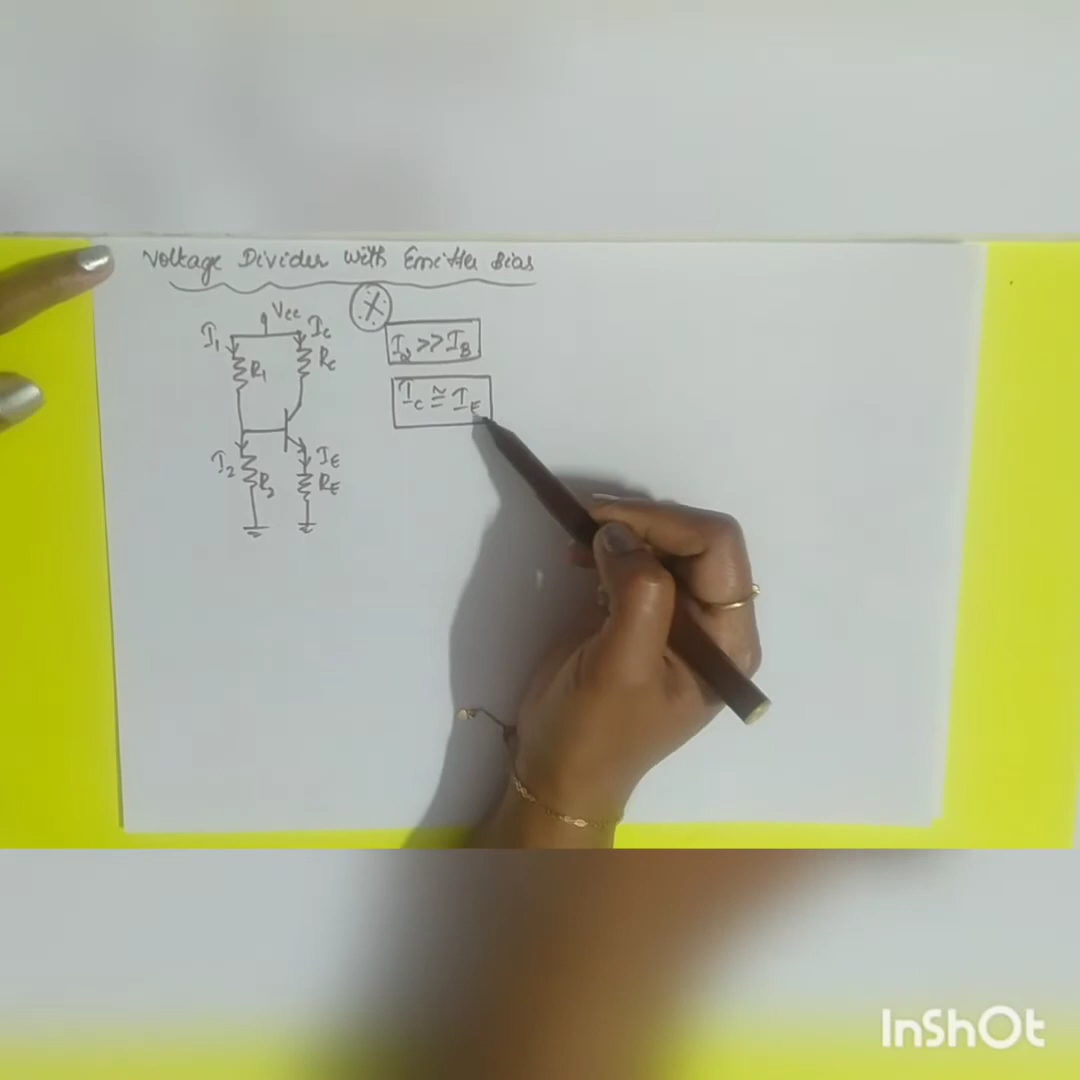 Voltage Divider with Emitter Bias
Vcc
I1
Ic
R1
Rc
I2 >> IB
Ic ≅ IE
I2
R2
IE
RE
InShOt